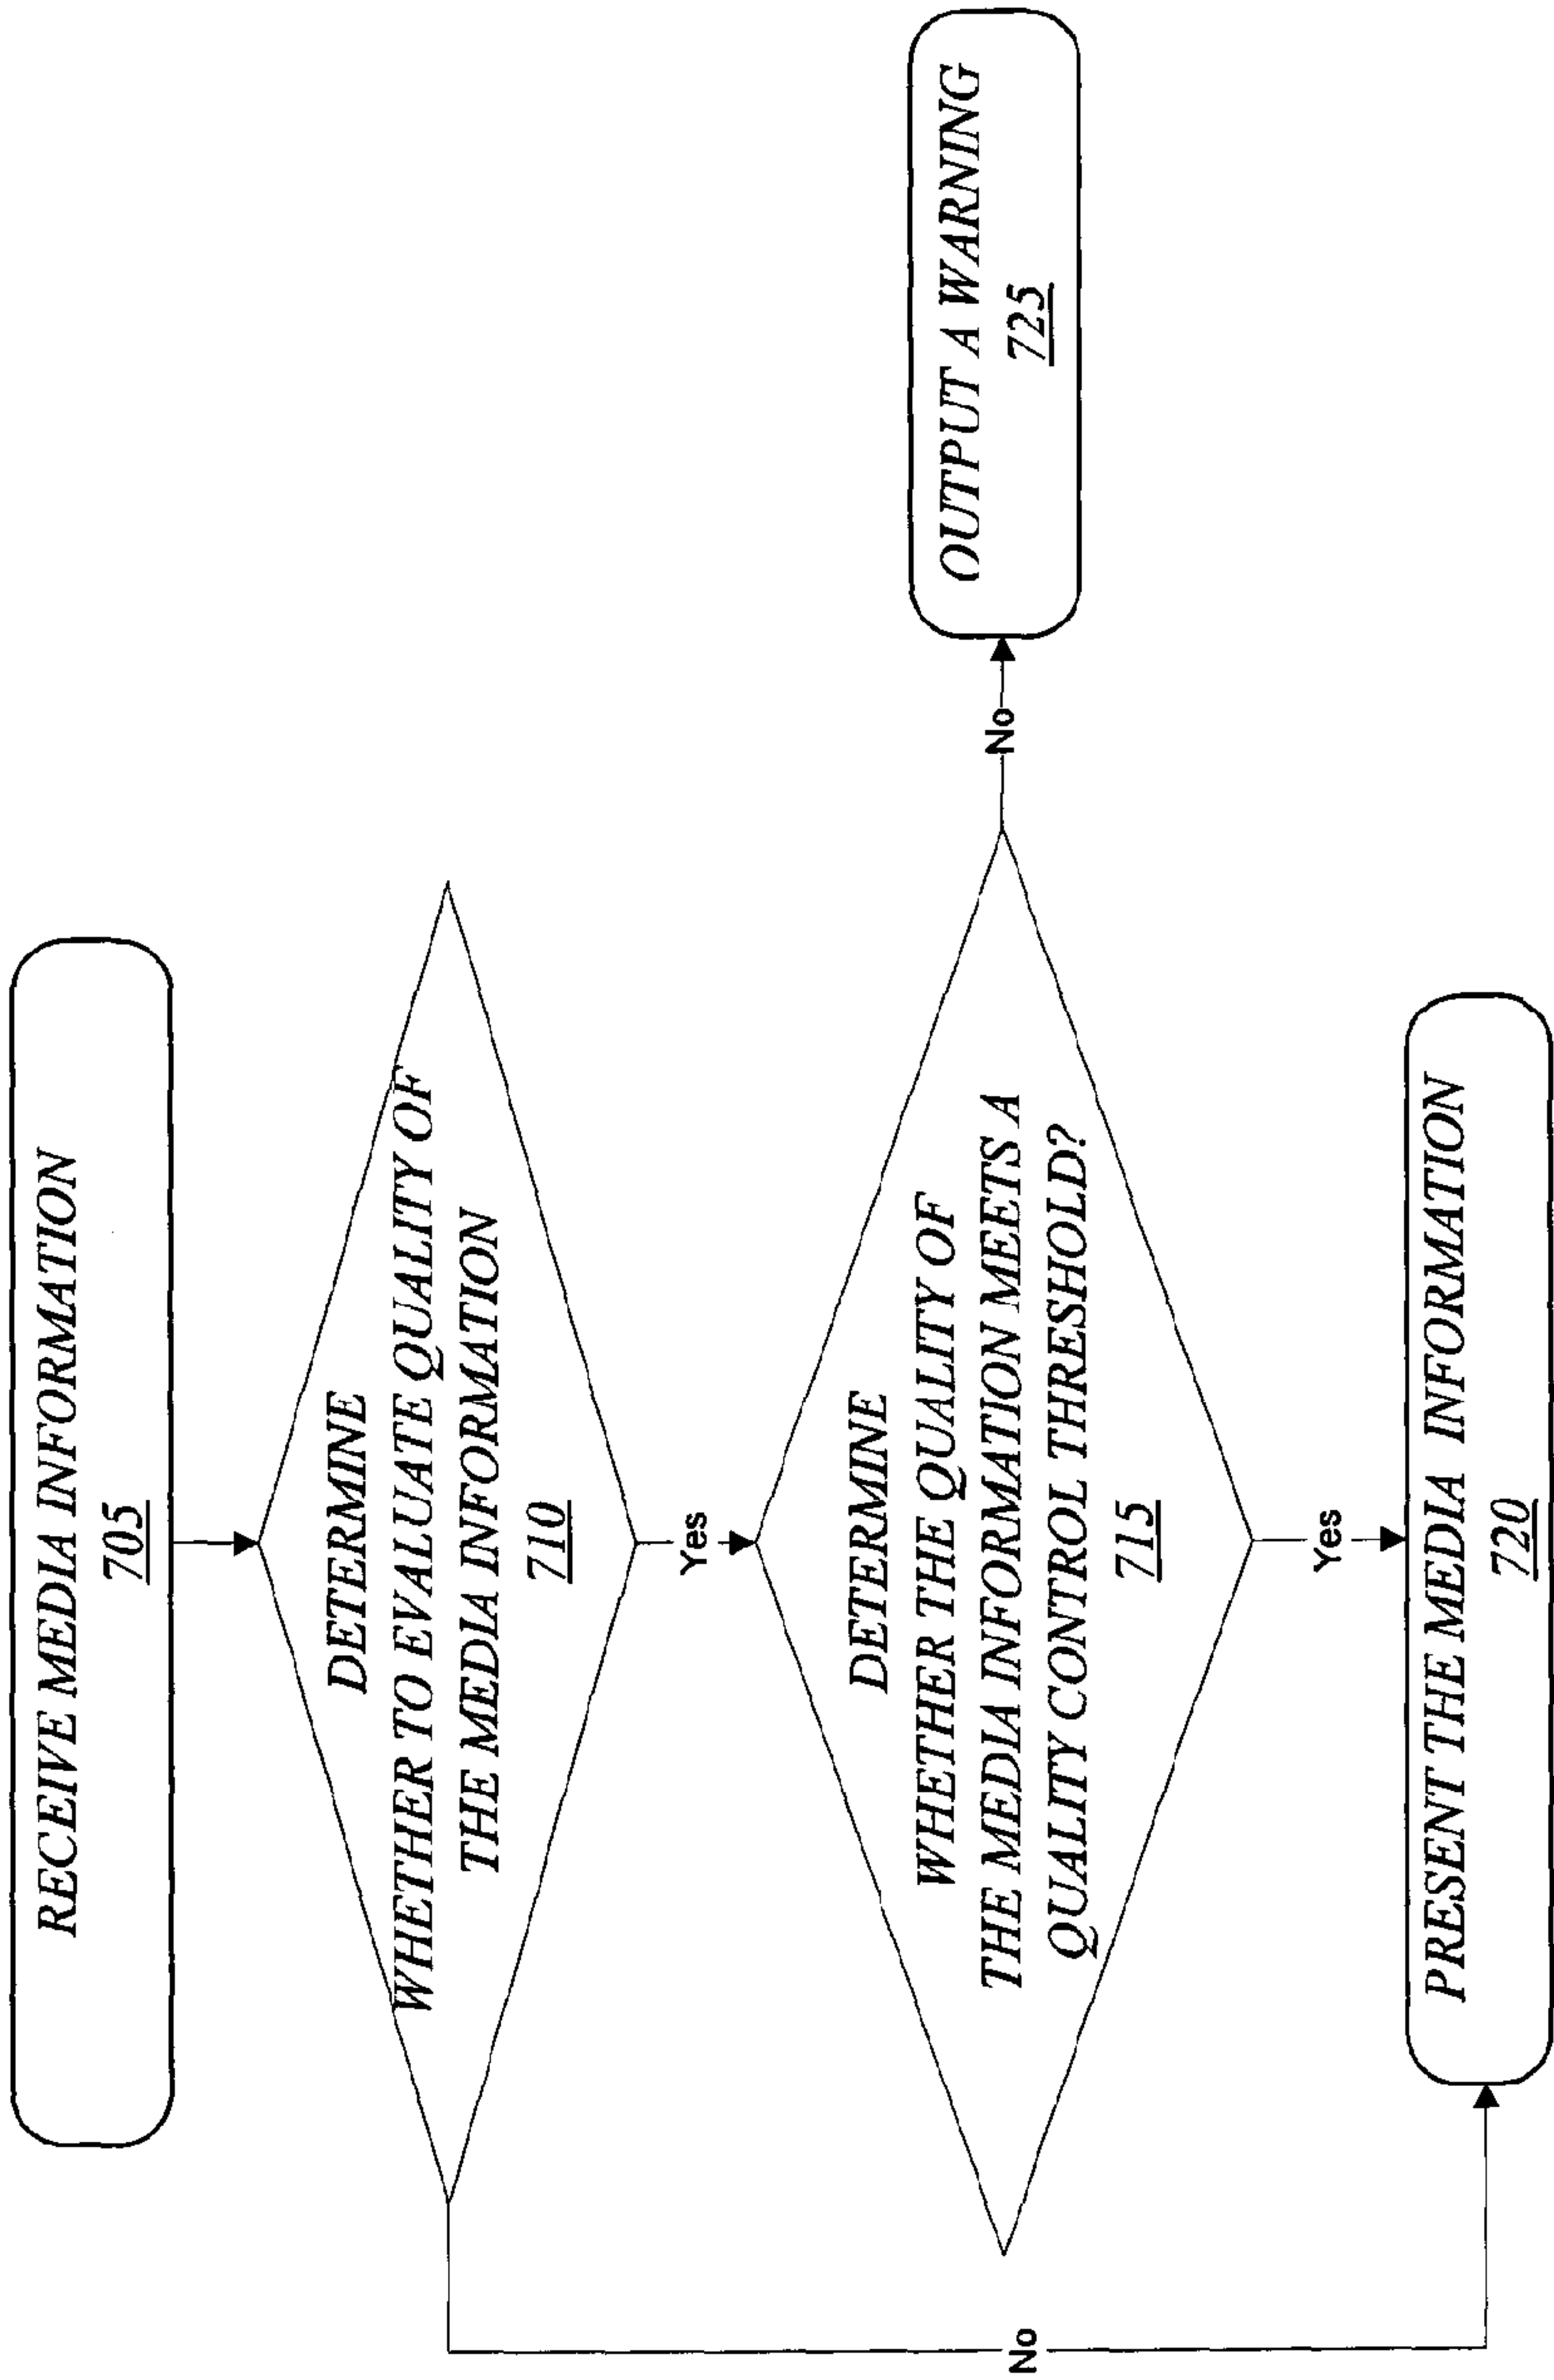 RECEIVE MEDIA INFORMATION
705
DETERMINE
WHETHER TO EVALUATE QUALITY OF
THE MEDIA INFORMATION
710
Yes
DETERMINE
WHETHER THE QUALITY OF
THE MEDIA INFORMATION MEETS A
QUALITY CONTROL THRESHOLD?
715
No
OUTPUT A WARNING
725
No
Yes
PRESENT THE MEDIA INFORMATION
720